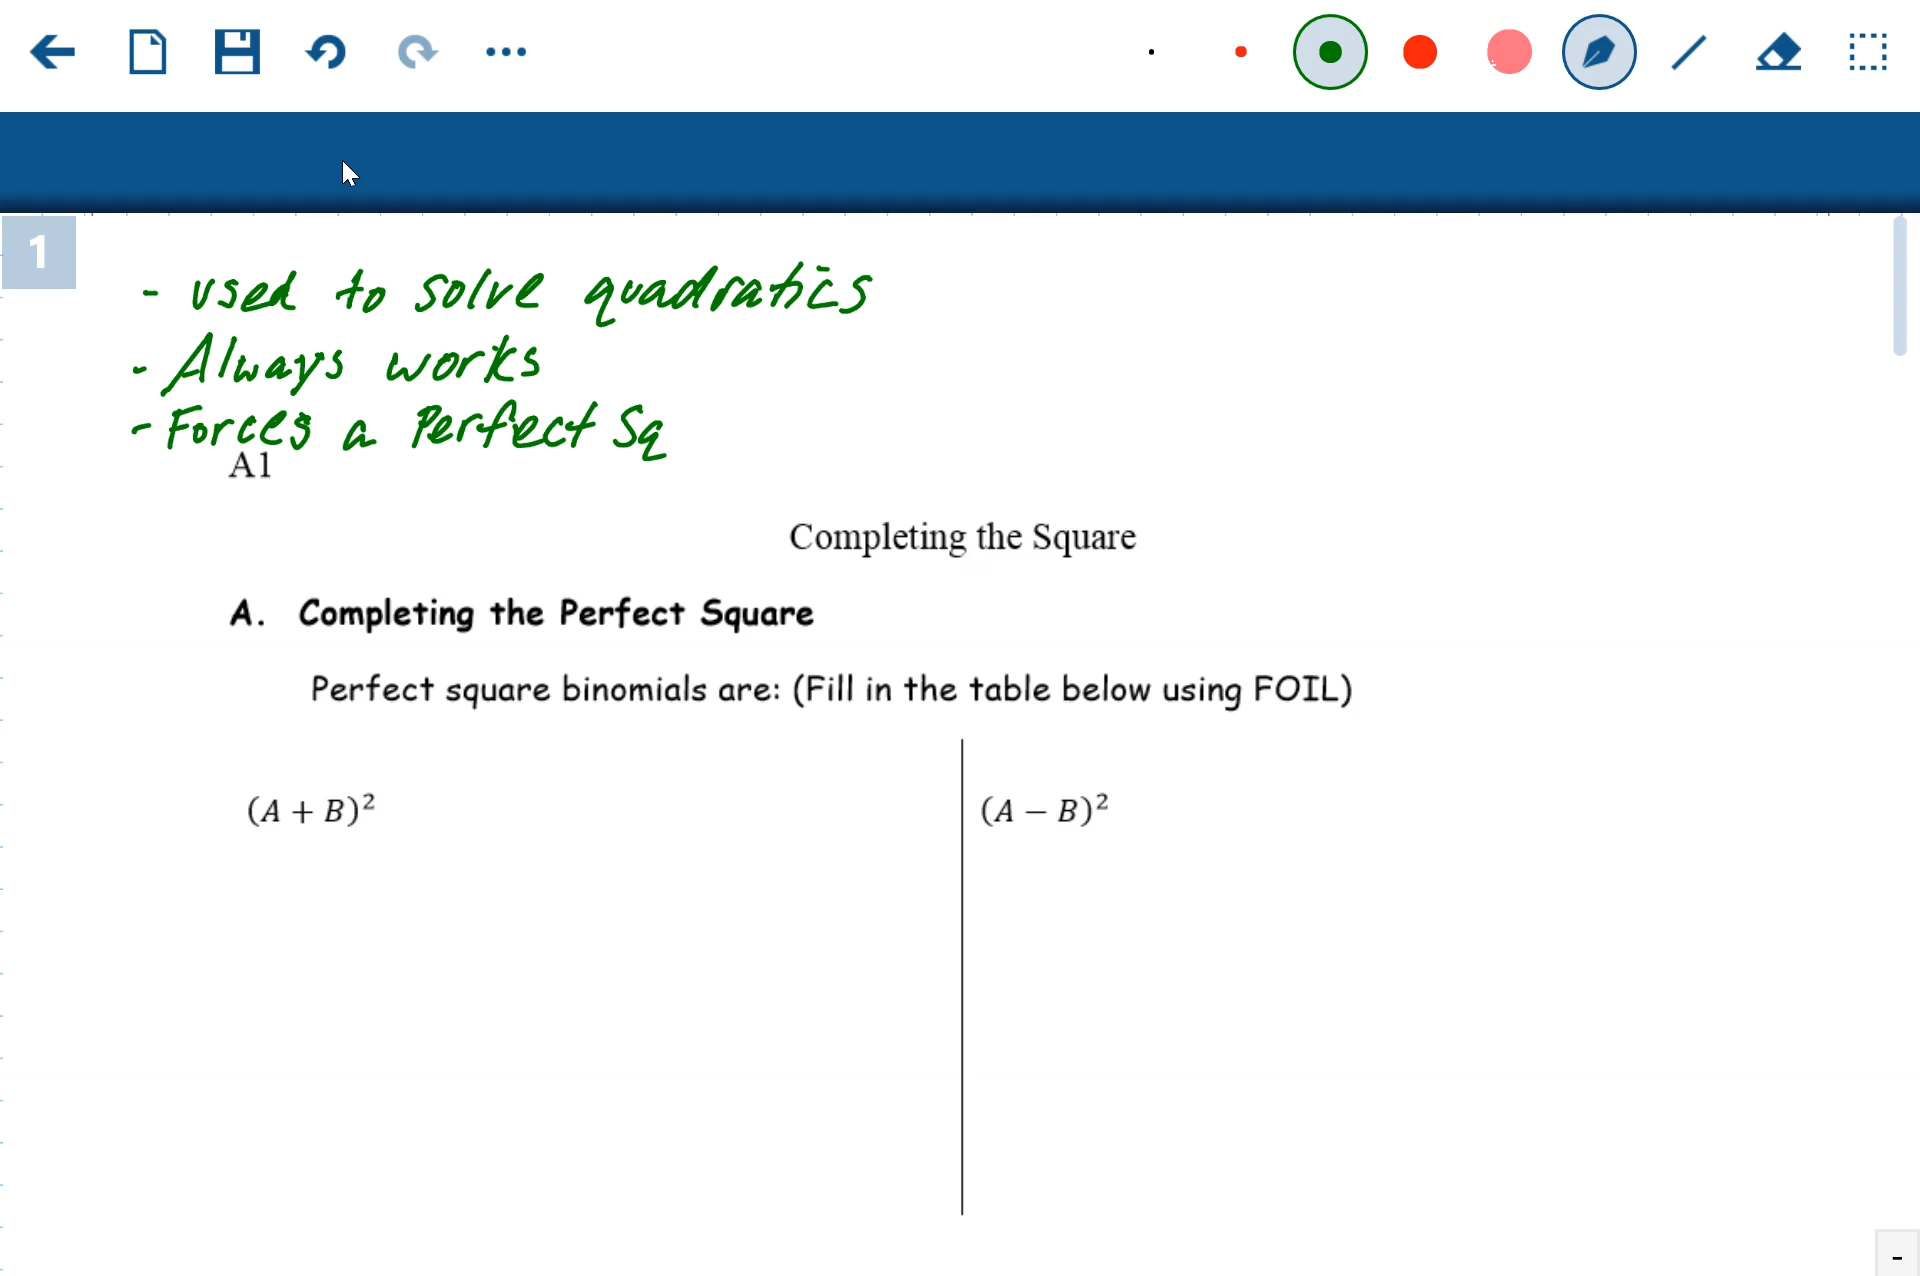 1
- used to solve quadratics
- Always works
- Forces a Perfect Sq
A1
Completing the Square
A. Completing the Perfect Square
Perfect square binomials are: (Fill in the table below using FOIL)
(A + B)²
(A − B)²